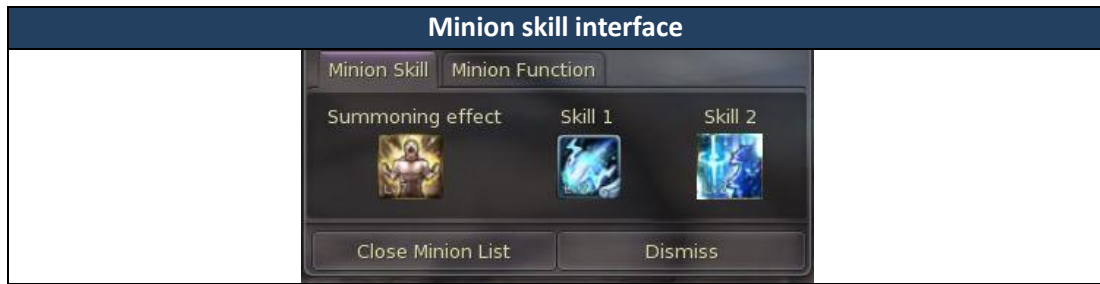 Minion skill interface
Minion Skill Minion Function
Summoning effect Skill 1 Skill 2
Close Minion List Dismiss